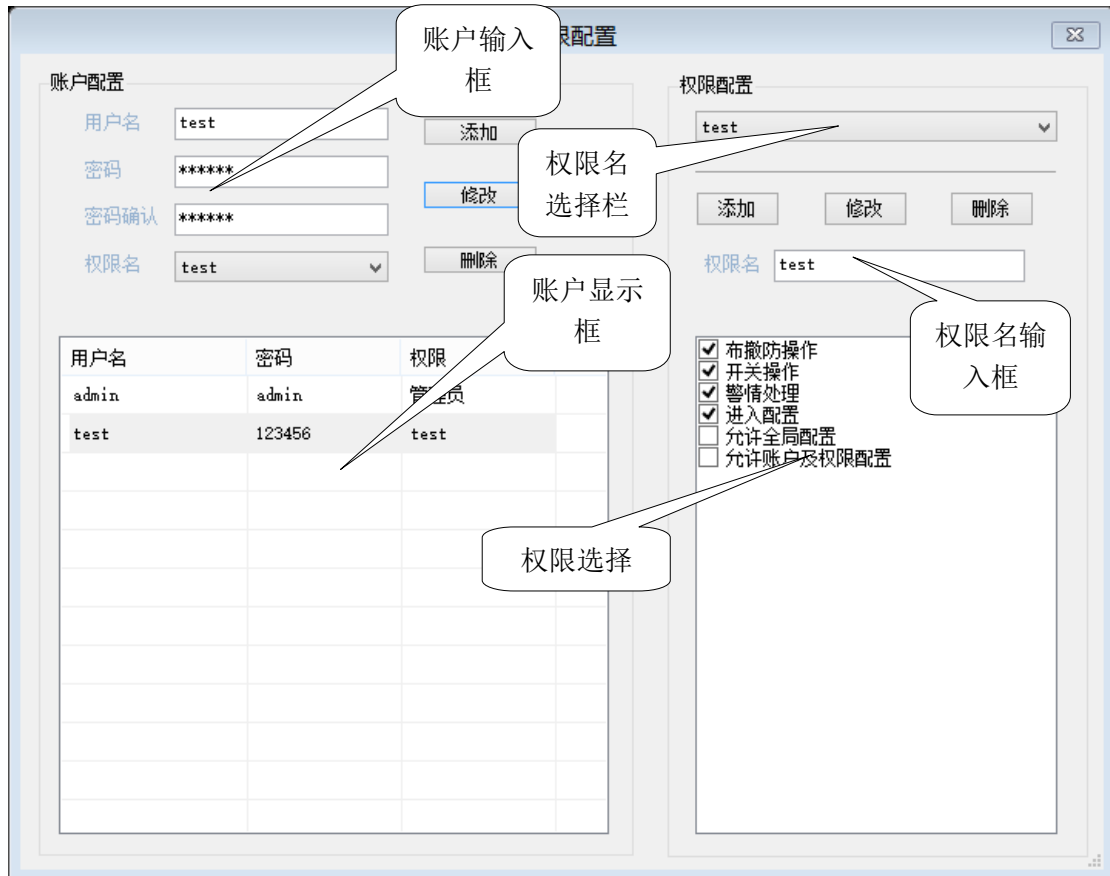 限配置
账户输入
框
账户配置
用户名 test
添加
密码 ******
修改
密码确认 ******
权限名 test
删除
权限配置
test
权限名
选择栏
添加 修改 删除
权限名 test
账户显示
框
权限名输
入框
用户名 密码 权限
admin admin 管理员
test 123456 test
布撤防操作
开关操作
警情处理
进入配置
允许全局配置
允许账户及权限配置
权限选择